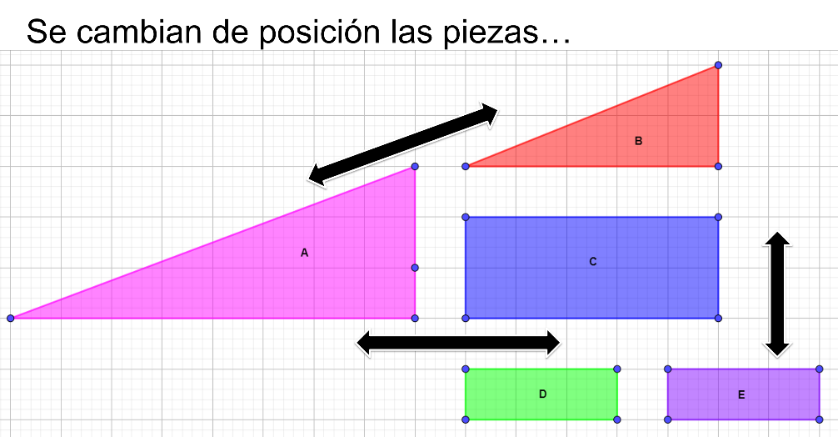 Se cambian de posición las piezas…
B
A
C
D
E